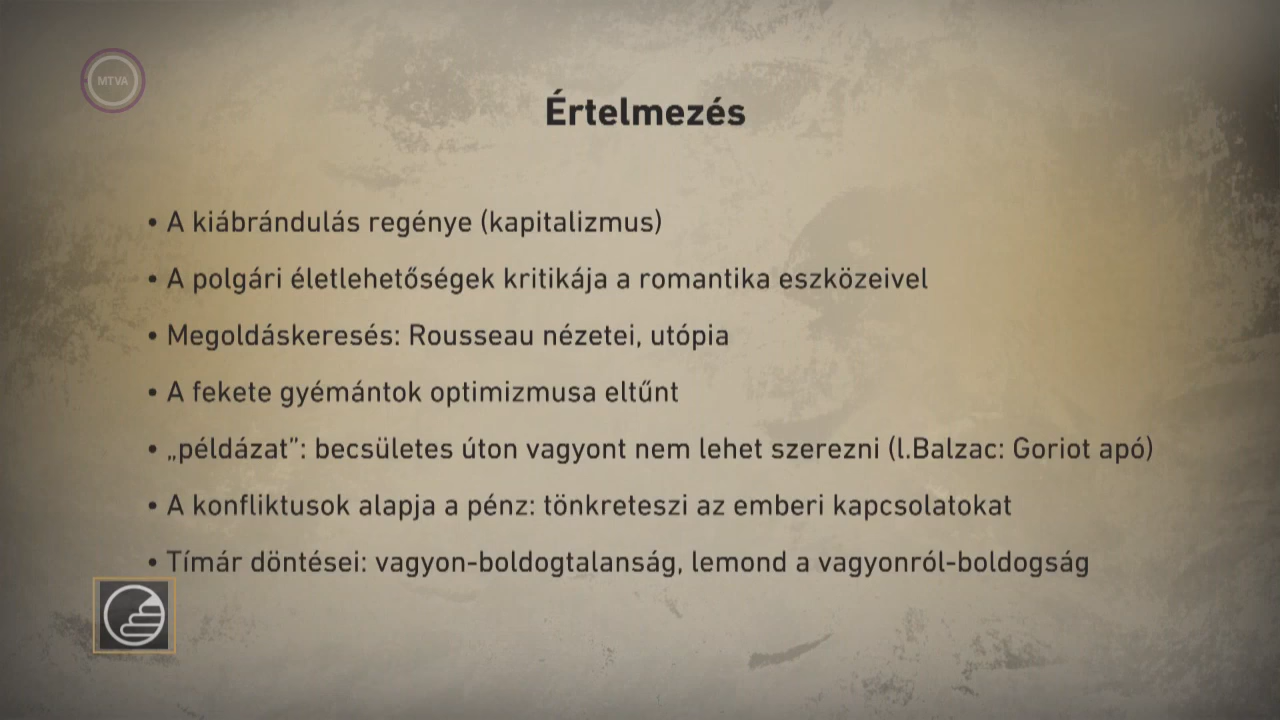 MTVA
Értelmezés
• A kiábrándulás regénye (kapitalizmus)
• A polgári életlehetőségek kritikája a romantika eszközeivel
• Megoldáskeresés: Rousseau nézetei, utópia
• A fekete gyémántok optimizmusa eltűnt
• „példázat”: becsületes úton vagyont nem lehet szerezni (l.Balzac: Goriot apó)
• A konfliktusok alapja a pénz: tönkreteszi az emberi kapcsolatokat
• Tímár döntései: vagyon-boldogtalanság, lemond a vagyonról-boldogság